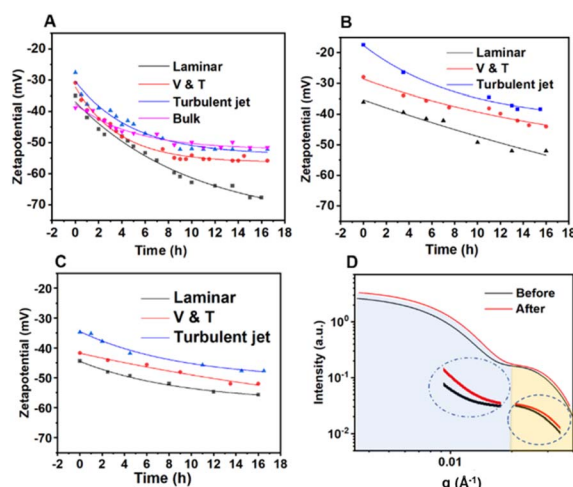 A
Zetapotential (mV)
-20
-30
-40
-50
-60
-70
Laminar
V & T
Turbulent jet
Bulk
0 2 4 6 8 10 12 14 16 18
Time (h)
B
Zetapotential (mV)
-20
-30
-40
-50
-60
-70
Laminar
V & T
Turbulent jet
0 2 4 6 8 10 12 14 16 18
Time (h)
C
Zetapotential (mV)
-20
-30
-40
-50
-60
-70
Laminar
V & T
Turbulent jet
0 2 4 6 8 10 12 14 16 18
Time (h)
D
Intensity (a.u.)
10⁰
10⁻¹
10⁻²
Before
After
0.01
q (Å⁻¹)